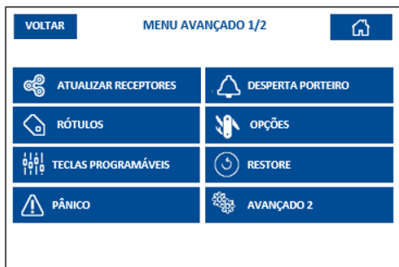 VOLTAR
MENU AVANÇADO 1/2
ATUALIZAR RECEPTORES
DESPERTA PORTEIRO
RÓTULOS
OPÇÕES
TECLAS PROGRAMÁVEIS
RESTORE
PÂNICO
AVANÇADO 2